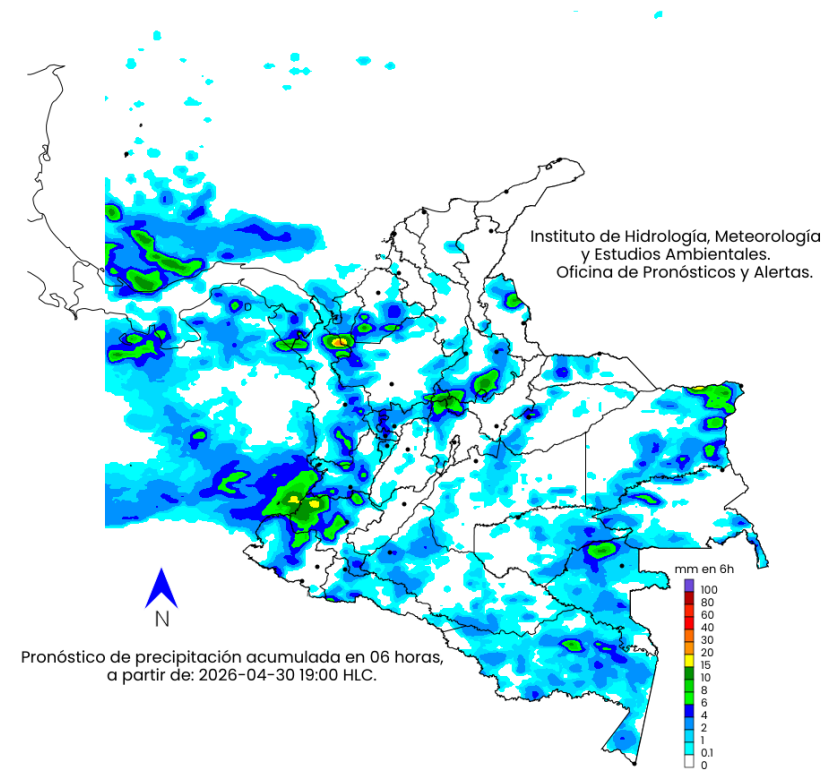 Instituto de Hidrología, Meteorología
y Estudios Ambientales.
Oficina de Pronósticos y Alertas.
mm en 6h
100
80
60
40
30
20
15
10
8
6
4
2
1
0.1
0
N
Pronóstico de precipitación acumulada en 06 horas,
a partir de: 2026-04-30 19:00 HLC.